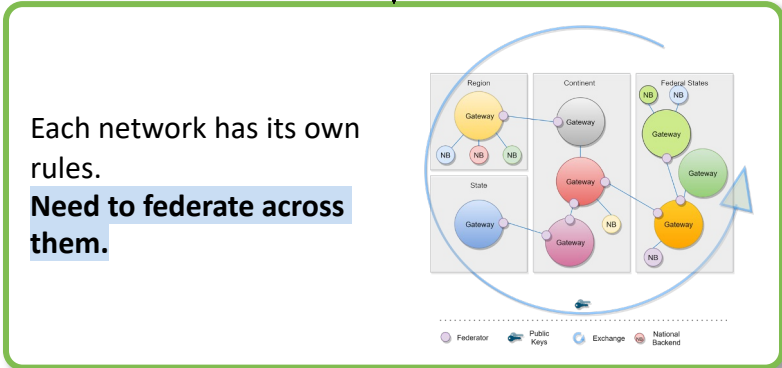 Each network has its own
rules.
Need to federate across
them.
Region
Gateway
NB NB NB
State
Gateway
Continent
Gateway
Gateway
NB
Gateway
Federal States
NB NB
Gateway
Gateway
Gateway
NB
Federator
Public
Keys
Exchange
NB
National
Backend